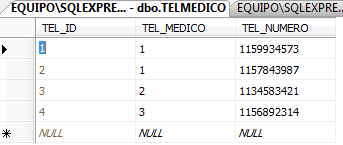 EQUIPO\SQLEXPRE... - dbo.TELMEDICO EQUIPO\SQLEXPRE
TEL_ID TEL_MEDICO TEL_NUMERO
1 1 1159934573
2 1 1157843987
3 2 1134583421
4 3 1156892314
NULL NULL NULL